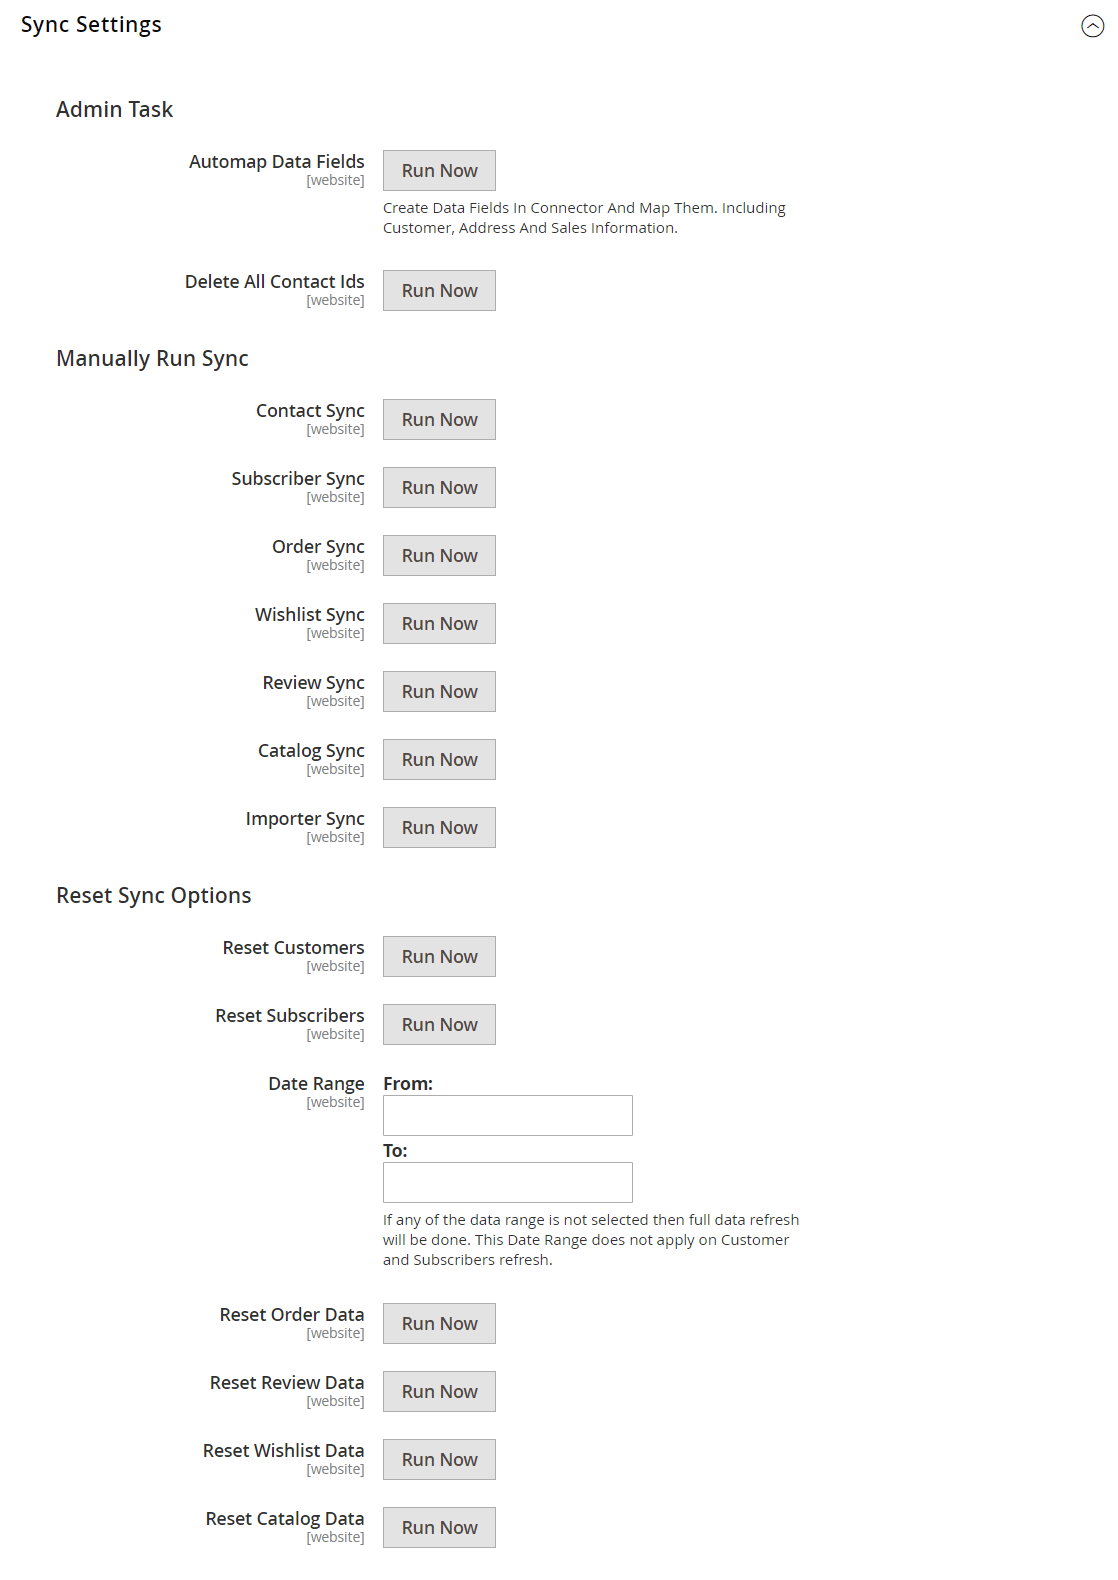 Sync Settings
Admin Task
Automap Data Fields
[website]
Run Now
Create Data Fields In Connector And Map Them. Including
Customer, Address And Sales Information.
Delete All Contact Ids
[website]
Run Now
Manually Run Sync
Contact Sync
[website]
Run Now
Subscriber Sync
[website]
Run Now
Order Sync
[website]
Run Now
Wishlist Sync
[website]
Run Now
Review Sync
[website]
Run Now
Catalog Sync
[website]
Run Now
Importer Sync
[website]
Run Now
Reset Sync Options
Reset Customers
[website]
Run Now
Reset Subscribers
[website]
Run Now
Date Range
[website]
From:
To:
If any of the data range is not selected then full data refresh
will be done. This Date Range does not apply on Customer
and Subscribers refresh.
Reset Order Data
[website]
Run Now
Reset Review Data
[website]
Run Now
Reset Wishlist Data
[website]
Run Now
Reset Catalog Data
[website]
Run Now